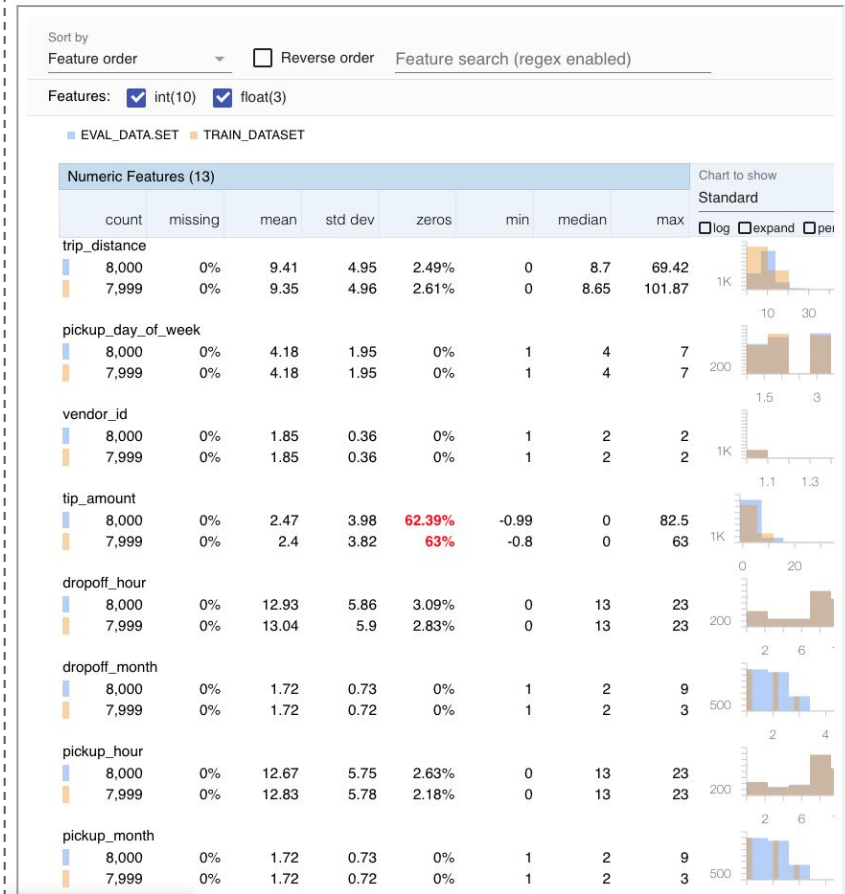 Sort by
Feature order Reverse order Feature search (regex enabled)
Features: int(10) float(3)
EVAL_DATA.SET TRAIN_DATASET
Numeric Features (13) Chart to show
Standard
count missing mean std dev zeros min median max
log expand per
trip_distance
8,000 0% 9.41 4.95 2.49% 0 8.7 69.42
7,999 0% 9.35 4.96 2.61% 0 8.65 101.87
1K
10 30
pickup_day_of_week
8,000 0% 4.18 1.95 0% 1 4 7
7,999 0% 4.18 1.95 0% 1 4 7
200
1.5 3
vendor_id
8,000 0% 1.85 0.36 0% 1 2 2
7,999 0% 1.85 0.36 0% 1 2 2
1K
1.1 1.3
tip_amount
8,000 0% 2.47 3.98 62.39% -0.99 0 82.5
7,999 0% 2.4 3.82 63% -0.8 0 63
1K
0 20
dropoff_hour
8,000 0% 12.93 5.86 3.09% 0 13 23
7,999 0% 13.04 5.9 2.83% 0 13 23
200
2 6
dropoff_month
8,000 0% 1.72 0.73 0% 1 2 9
7,999 0% 1.72 0.72 0% 1 2 3
500
2 4
pickup_hour
8,000 0% 12.67 5.75 2.63% 0 13 23
7,999 0% 12.83 5.78 2.18% 0 13 23
200
2 6
pickup_month
8,000 0% 1.72 0.73 0% 1 2 9
7,999 0% 1.72 0.72 0% 1 2 3
500